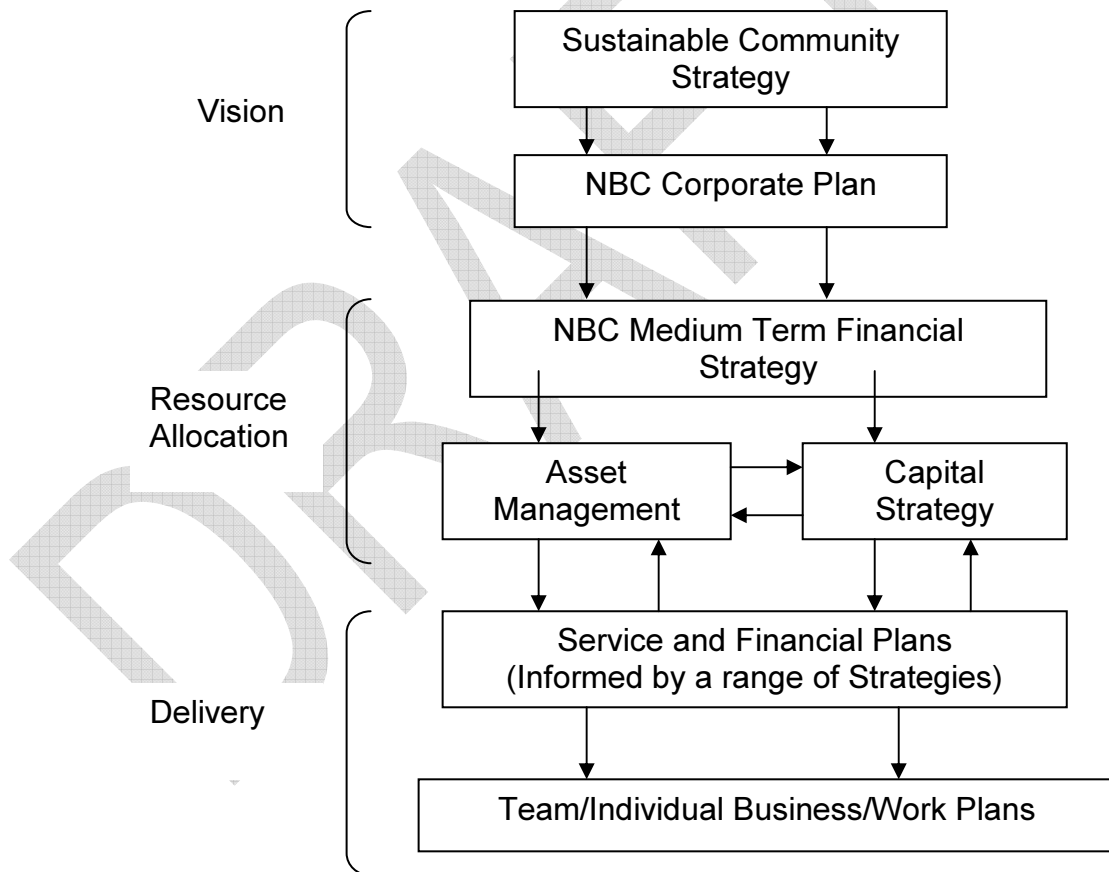 Vision
Sustainable Community
Strategy
NBC Corporate Plan
Resource
Allocation
NBC Medium Term Financial
Strategy
Asset
Management
Capital
Strategy
Delivery
Service and Financial Plans
(Informed by a range of Strategies)
Team/Individual Business/Work Plans
DRAF